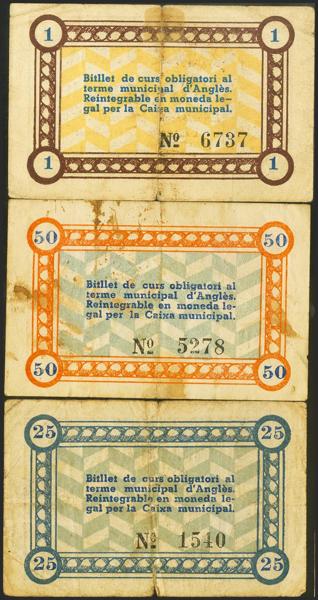 1 1
Bitllet de curs obligatori al
terme municipal d'Anglès.
Reintegrable en moneda le-
gal per la Caixa municipal.
Nº 6737
1 1
50 50
Bitllet de curs obligatori al
terme municipal d'Anglès.
Reintegrable en moneda le-
gal per la Caixa municipal.
Nº 5278
50 50
25 25
Bitllet de curs obligatori al
terme municipal d'Anglès.
Reintegrable en moneda le-
gal per la Caixa municipal.
Nº 1540
25 25